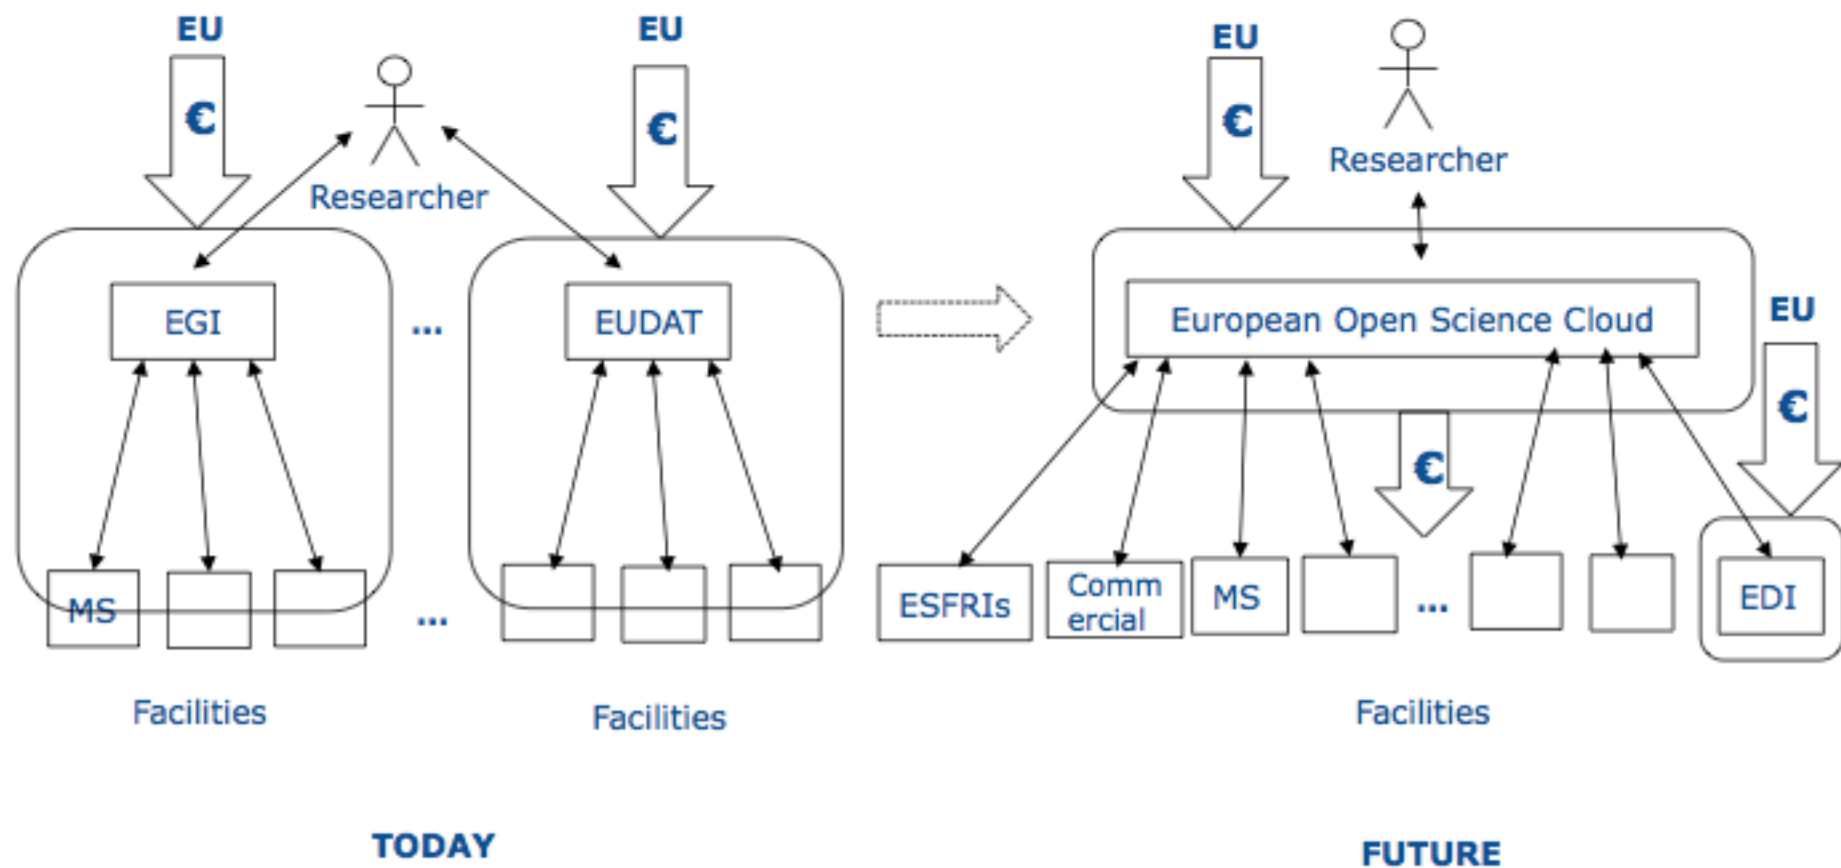 EU
EU
€
€
Researcher
EGI
...
EUDAT
MS
...
Facilities
Facilities
TODAY
EU
€
Researcher
European Open Science Cloud
EU
€
€
ESFRIs
Comm
ercial
MS
...
EDI
Facilities
FUTURE